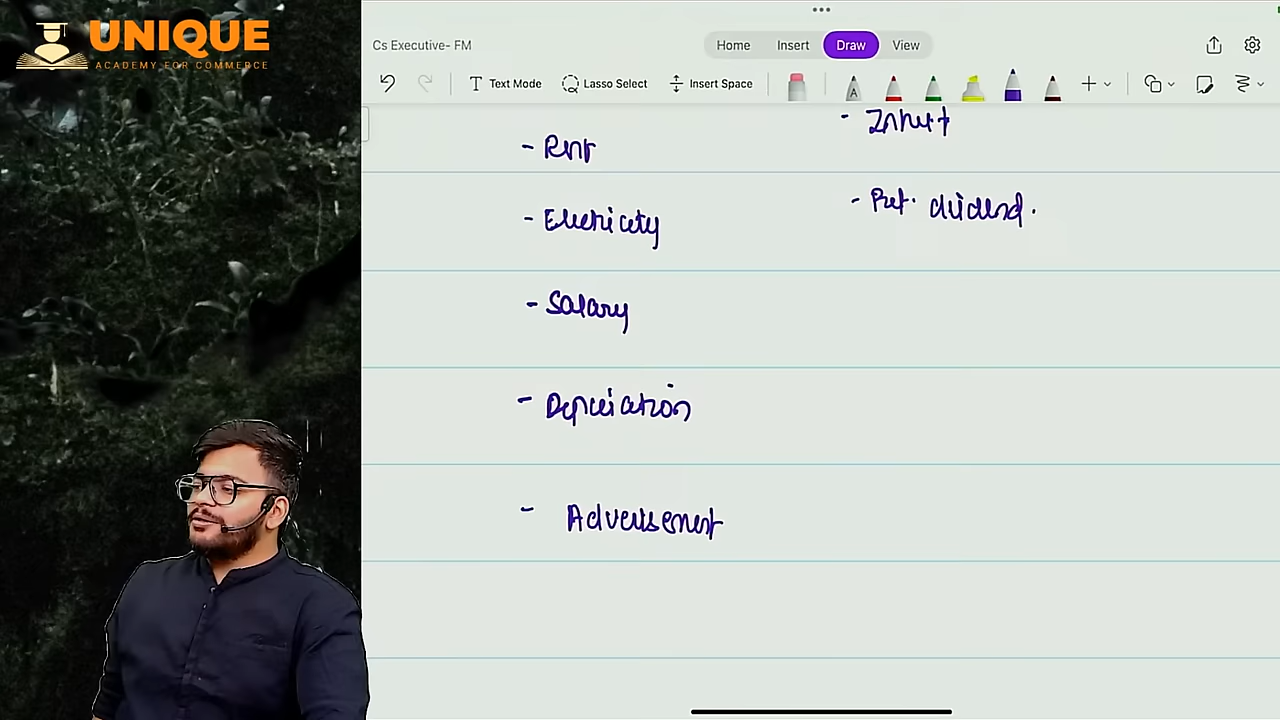 UNIQUE
ACADEMY FOR COMMERCE
Cs Executive- FM
Home Insert Draw View
Text Mode Lasso Select Insert Space
A
- Rent
- Electricity
- Salary
- Depreciation
- Adversement
- Interest
- Pref. dividend.